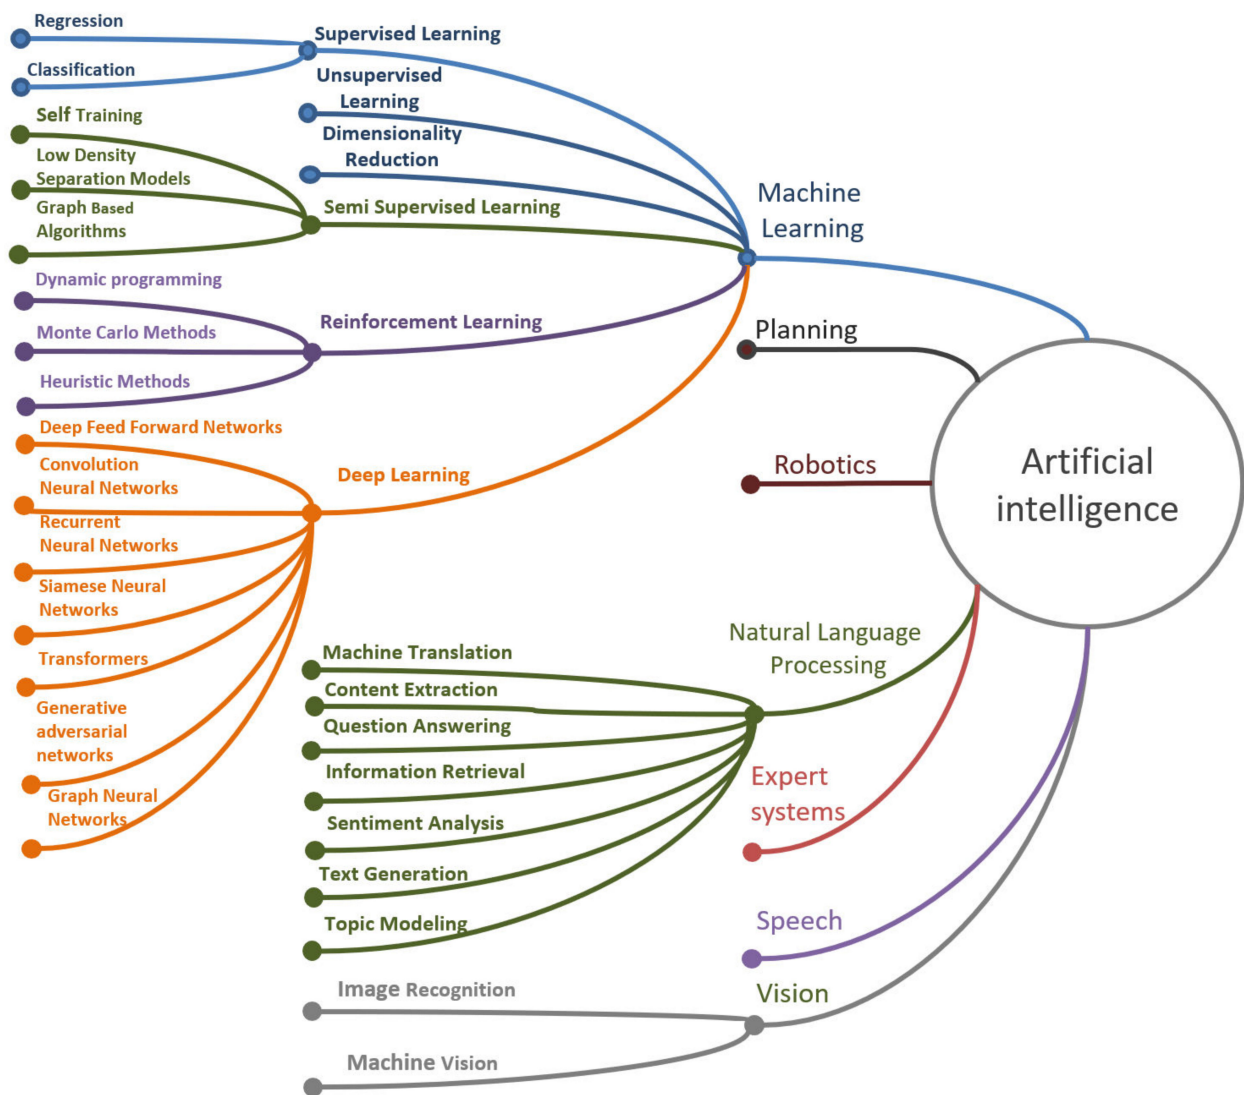 Regression
Classification
Supervised Learning
Unsupervised
Learning
Dimensionality
Reduction
Self Training
Low Density
Separation Models
Graph Based
Algorithms
Semi Supervised Learning
Machine
Learning
Dynamic programming
Monte Carlo Methods
Heuristic Methods
Reinforcement Learning
Planning
Deep Feed Forward Networks
Convolution
Neural Networks
Recurrent
Neural Networks
Siamese Neural
Networks
Transformers
Generative
adversarial
networks
Graph Neural
Networks
Deep Learning
Robotics
Artificial
intelligence
Machine Translation
Content Extraction
Question Answering
Information Retrieval
Sentiment Analysis
Text Generation
Topic Modeling
Natural Language
Processing
Expert
systems
Speech
Vision
Image Recognition
Machine Vision